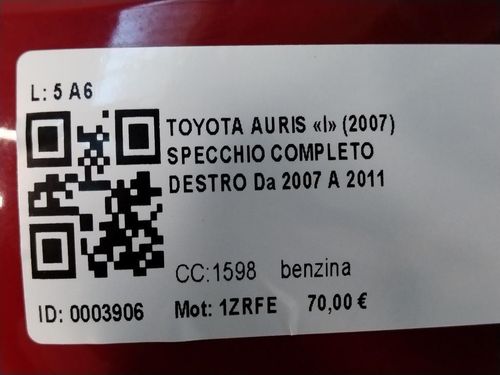 L: 5 A6
TOYOTA AURIS «I» (2007)
SPECCHIO COMPLETO
DESTRO Da 2007 A 2011
CC:1598 benzina
ID: 0003906 Mot: 1ZRFE 70,00 €